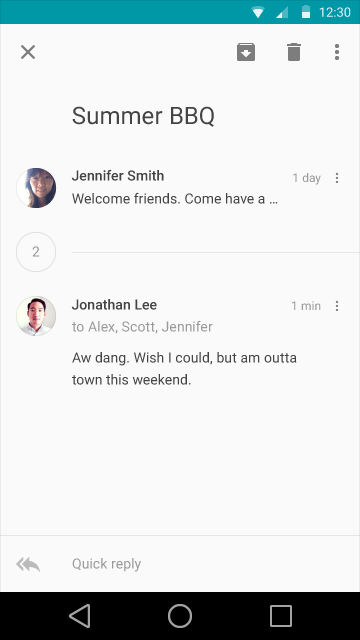 12:30
Summer BBQ
Jennifer Smith 1 day
Welcome friends. Come have a ...
2
Jonathan Lee 1 min
to Alex, Scott, Jennifer
Aw dang. Wish I could, but am outta
town this weekend.
Quick reply